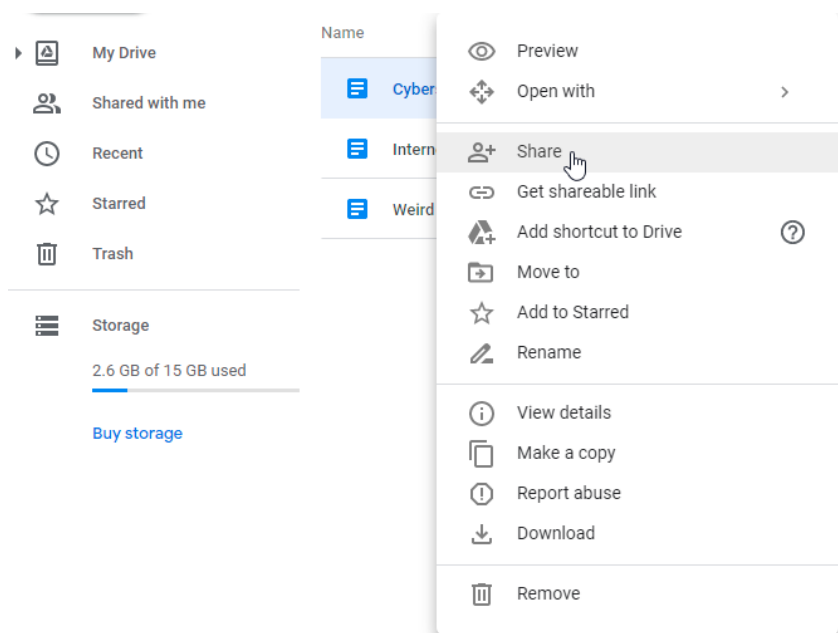 My Drive
Shared with me
Recent
Starred
Trash
Storage
2.6 GB of 15 GB used
Buy storage
Name
Cyber
Intern
Weird
Preview
Open with
Share
Get shareable link
Add shortcut to Drive
Move to
Add to Starred
Rename
View details
Make a copy
Report abuse
Download
Remove